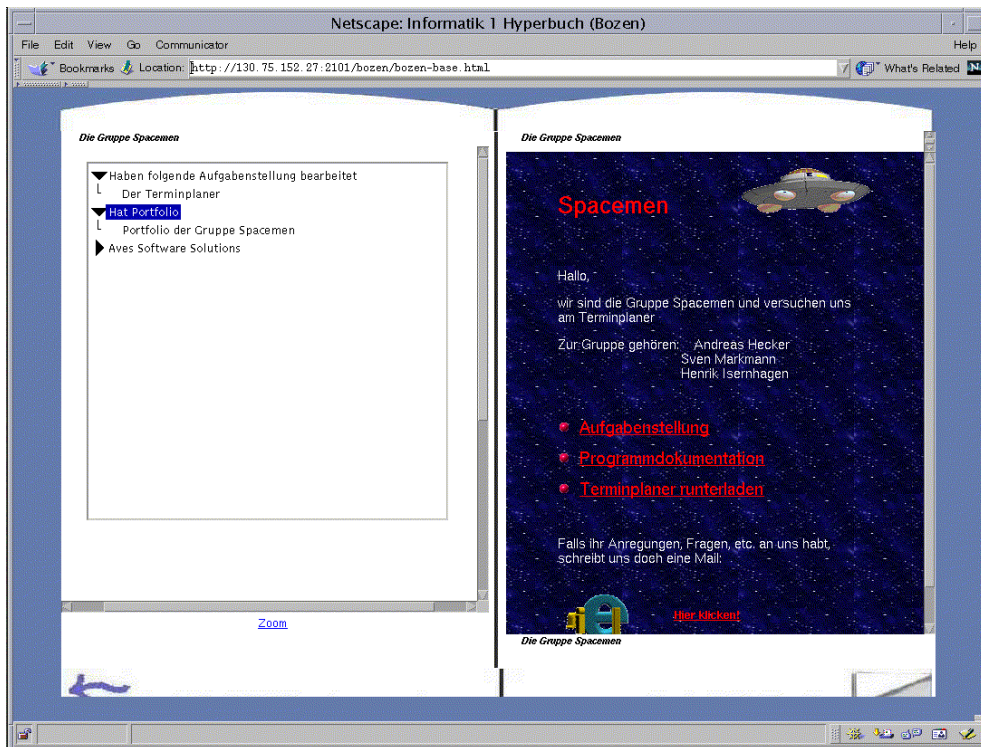 Netscape: Informatik 1 Hyperbuch (Bozen)
File Edit View Go Communicator Help
Bookmarks Location: http://130.75.152.27:2101/bozen/bozen-base.html What's Related N
Die Gruppe Spacemen
Haben folgende Aufgabenstellung bearbeitet
Der Terminplaner
Hat Portfolio
Portfolio der Gruppe Spacemen
Aves Software Solutions
Zoom
Die Gruppe Spacemen
Spacemen
Hallo,
wir sind die Gruppe Spacemen und versuchen uns
am Terminplaner
Zur Gruppe gehören: Andreas Hecker
Sven Markmann
Henrik Isernhagen
Aufgabenstellung
Programmdokumentation
Terminplaner runterladen
Falls ihr Anregungen, Fragen, etc. an uns habt,
schreibt uns doch eine Mail:
Hier klicken!
Die Gruppe Spacemen